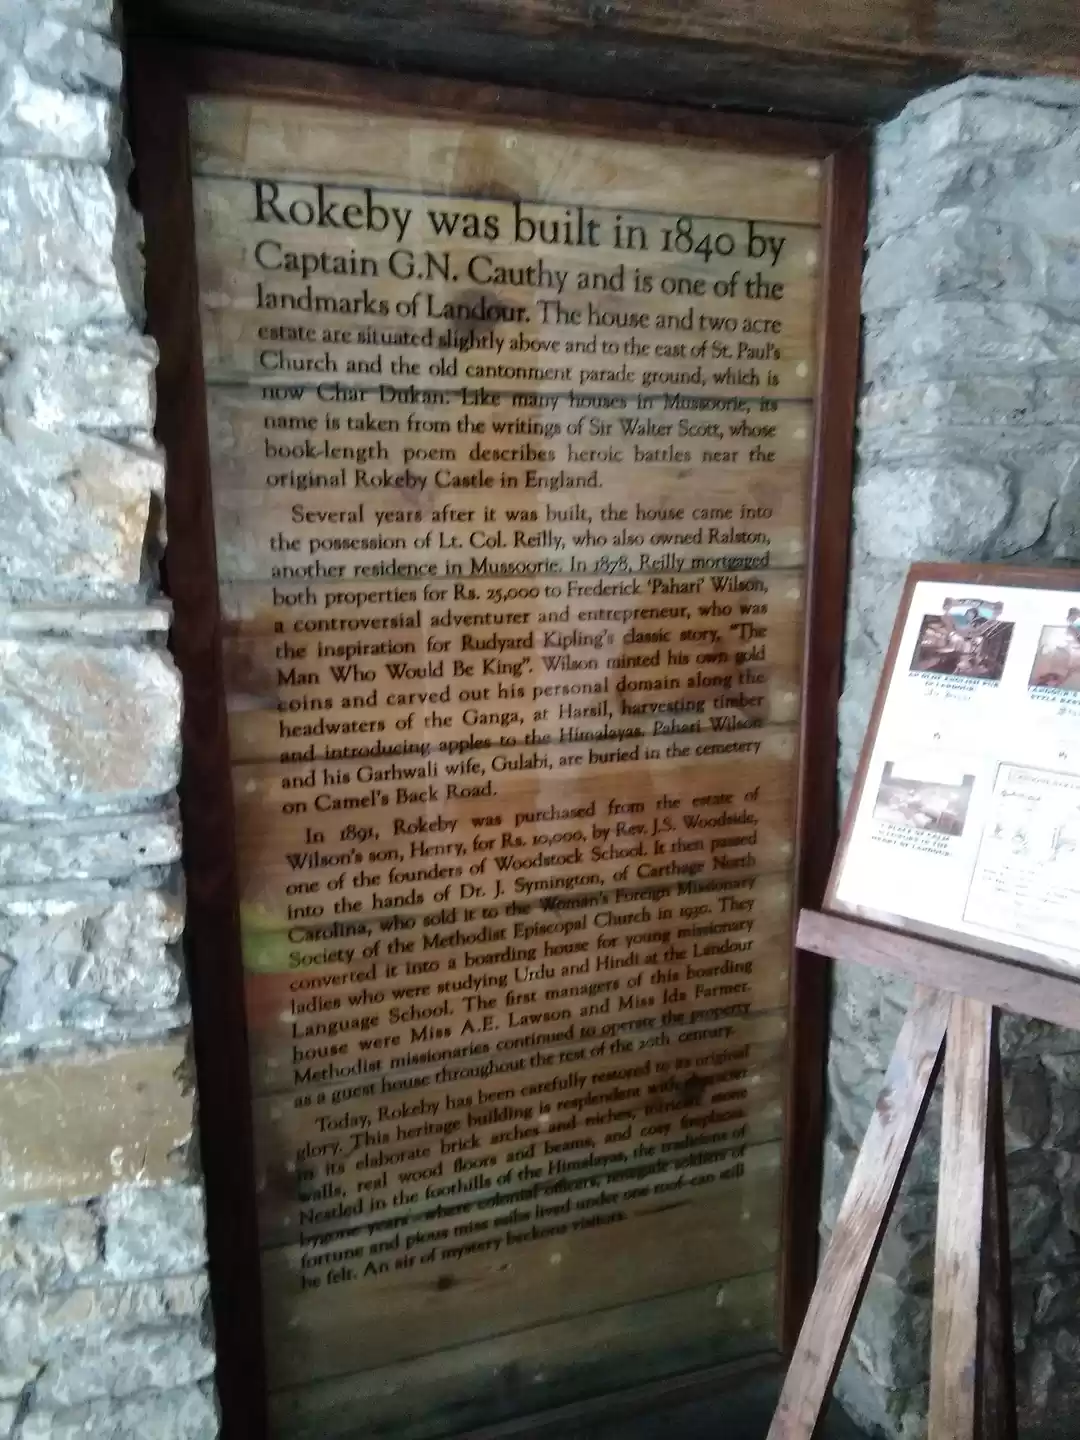 Rokeby was built in 1840 by
Captain G.N. Cauthy and is one of the
landmarks of Landour. The house and two acre
estate are situated slightly above and to the east of St. Paul's
Church and the old cantonment parade ground, which is
now Char Dukan. Like many houses in Mussoorie, its
name is taken from the writings of Sir Walter Scott, whose
book-length poem describes heroic battles near the
original Rokeby Castle in England.
Several years after it was built, the house came into
the possession of Lt. Col. Reilly, who also owned Ralston,
another residence in Mussoorie. In 1878, Reilly mortgaged
both properties for Rs. 25,000 to Frederick 'Pahari' Wilson,
a controversial adventurer and entrepreneur, who was
the inspiration for Rudyard Kipling's classic story, "The
Man Who Would Be King". Wilson minted his own gold
coins and carved out his personal domain along the
headwaters of the Ganga, at Harsil, harvesting timber
and introducing apples to the Himalayas. Pahari Wilson
and his Garhwali wife, Gulabi, are buried in the cemetery
on Camel's Back Road.
In 1891, Rokeby was purchased from the estate of
Wilson's son, Henry, for Rs. 10,000, by Rev. J.S. Woodside,
one of the founders of Woodstock School. It then passed
into the hands of Dr. J. Symington, of Carthage North
Carolina, who sold it to the Woman's Foreign Missionary
Society of the Methodist Episcopal Church in 1930. They
converted it into a boarding house for young missionary
ladies who were studying Urdu and Hindi at the Landour
Language School. The first managers of this boarding
house were Miss A.E. Lawson and Miss Ida Farmer.
Methodist missionaries continued to operate the property
as a guest house throughout the rest of the 20th century.
Today, Rokeby has been carefully restored to its original
glory. This heritage building is resplendent with character
in its elaborate brick arches and niches, intricate stone
walls, real wood floors and beams, and cosy fireplaces.
Nestled in the foothills of the Himalayas, the traditions of
bygone years—where colonial officers, renegade soldiers of
fortune and pious miss sahibs lived under one roof—can still
be felt. An air of mystery beckons visitors.